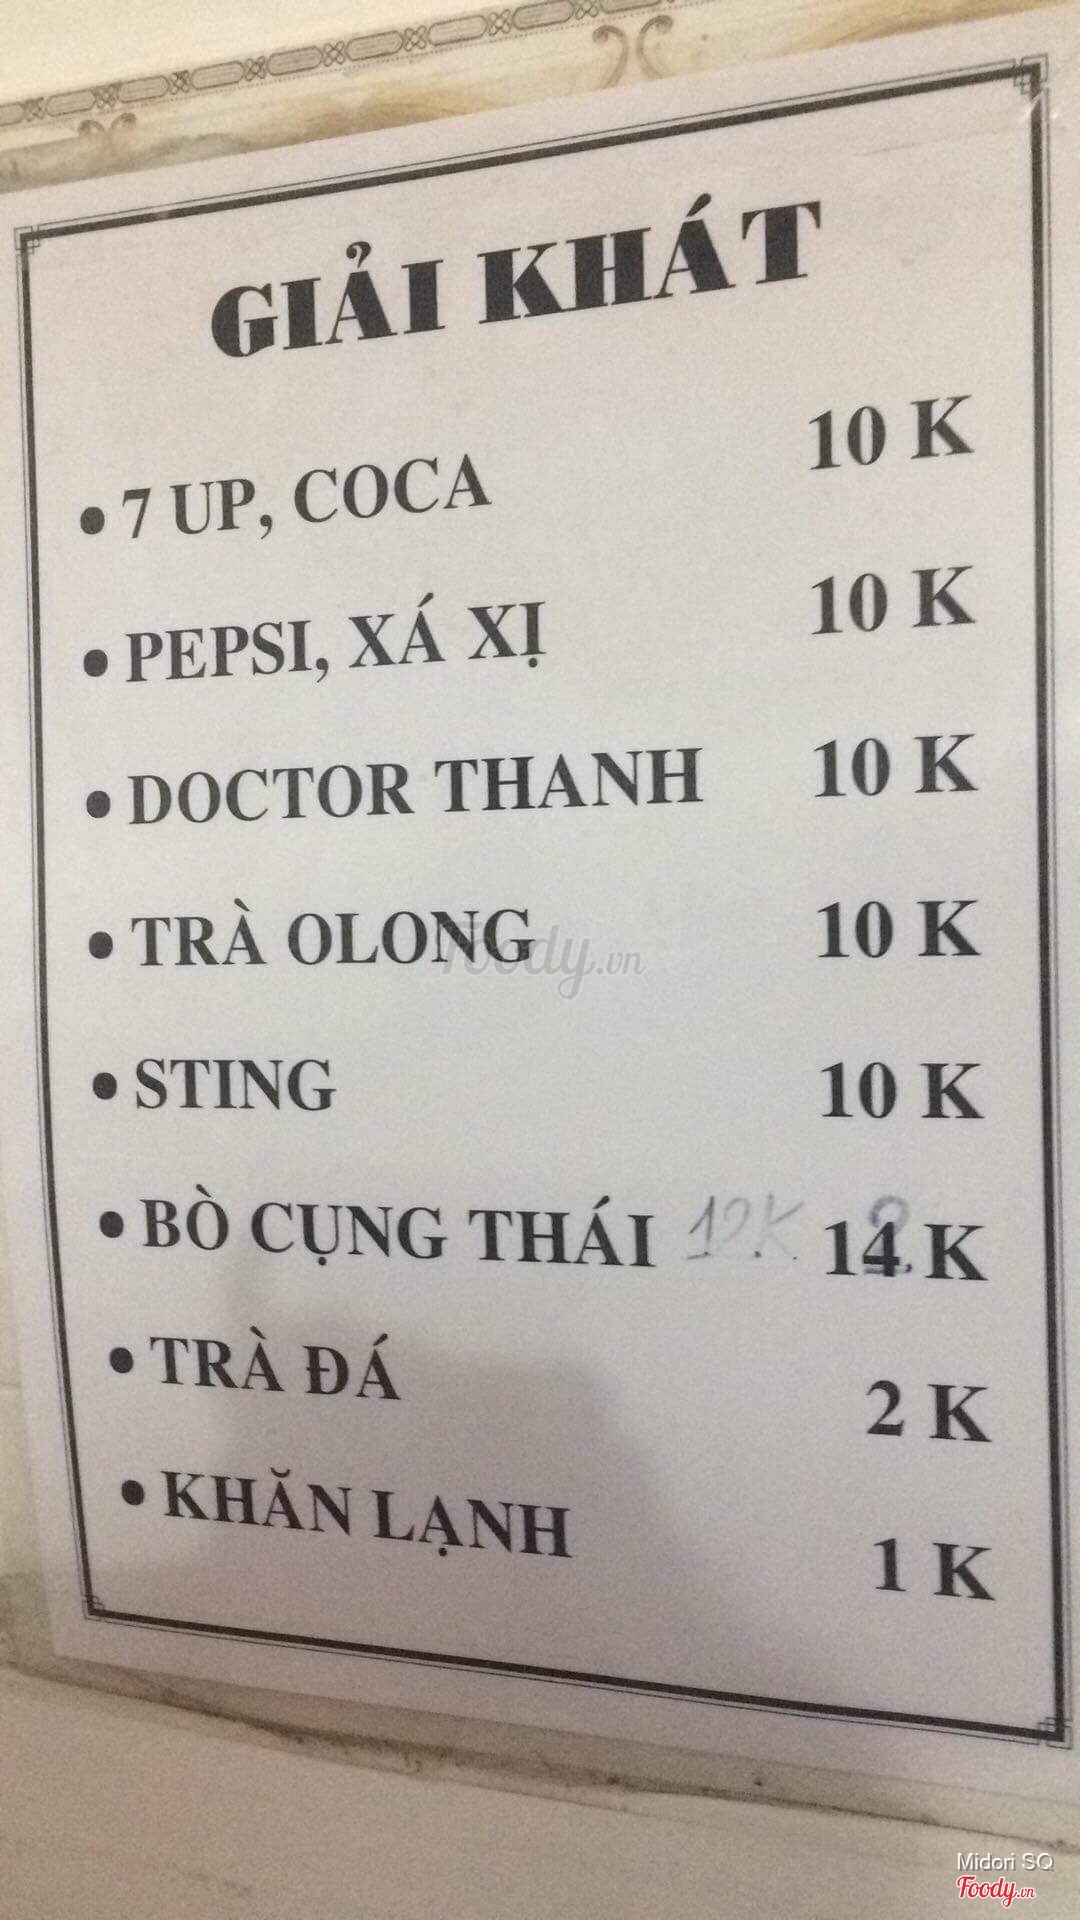 GIẢI KHÁT
• 7 UP, COCA 10 K
• PEPSI, XÁ XỊ 10 K
• DOCTOR THANH 10 K
• TRÀ OLONG 10 K
Foody.vn
• STING 10 K
• BÒ CỤNG THÁI 12K 12 K
• TRÀ ĐÁ 2 K
• KHĂN LẠNH 1 K
Midori SQ
Foody.vn